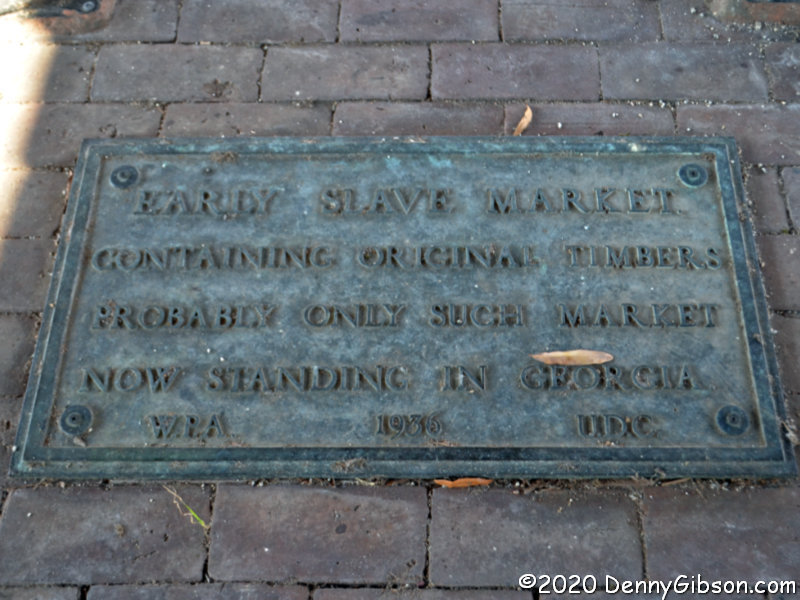 EARLY SLAVE MARKET
CONTAINING ORIGINAL TIMBERS
PROBABLY ONLY SUCH MARKET
NOW STANDING IN GEORGIA
W.P.A. 1936 U.D.C.
©2020 DennyGibson.com